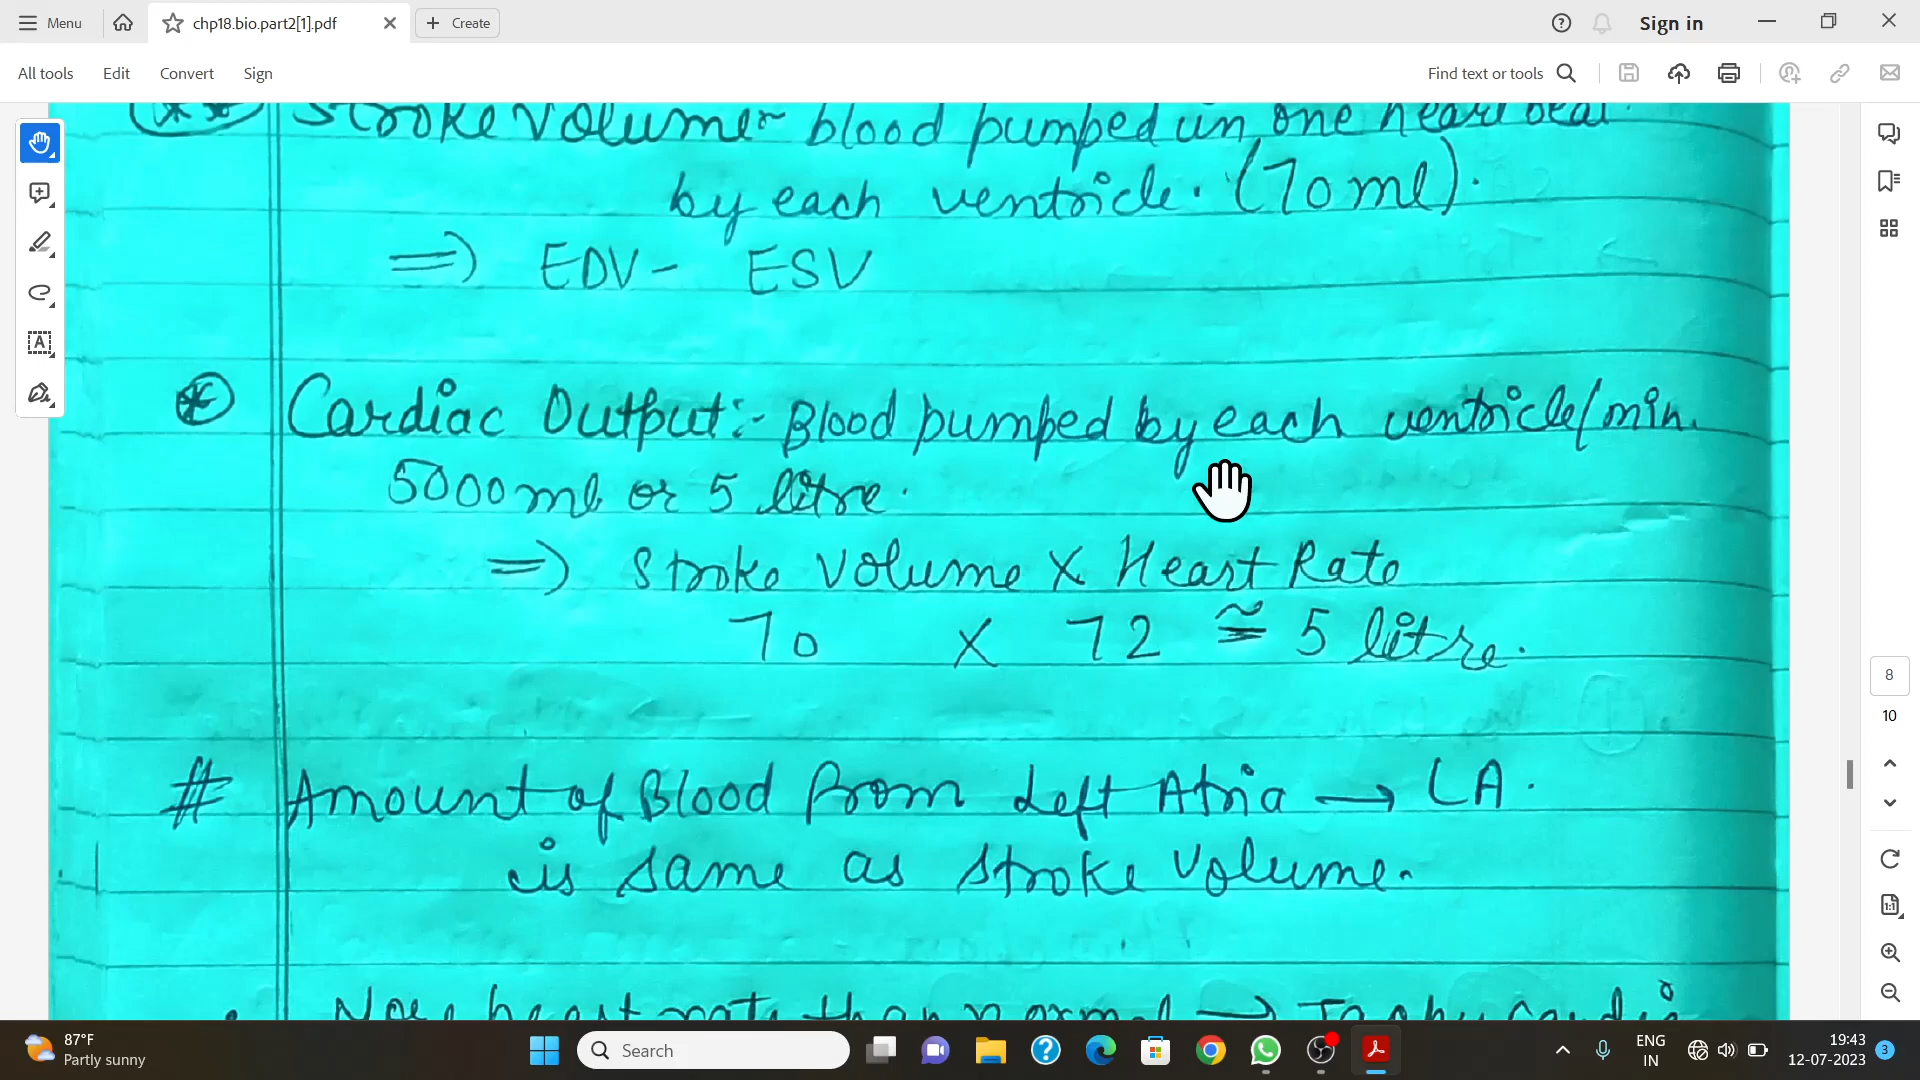 Menu
chp18.bio.part2[1].pdf
Create
Sign in
All tools Edit Convert Sign
Find text or tools
Stroke Volume:- blood pumped in one heart beat.
by each ventricle. (70ml).
=> EDV - ESV
Cardiac Output:- Blood pumped by each ventricle/min.
5000ml or 5 litre.
=> Stroke Volume X Heart Rate
70 X 72 ≅ 5 litre.
# Amount of Blood from Left Atria → LA.
is same as stroke volume.
heart rate than normal →
8
10
87°F
Partly sunny
Search
ENG
IN
19:43
12-07-2023
3